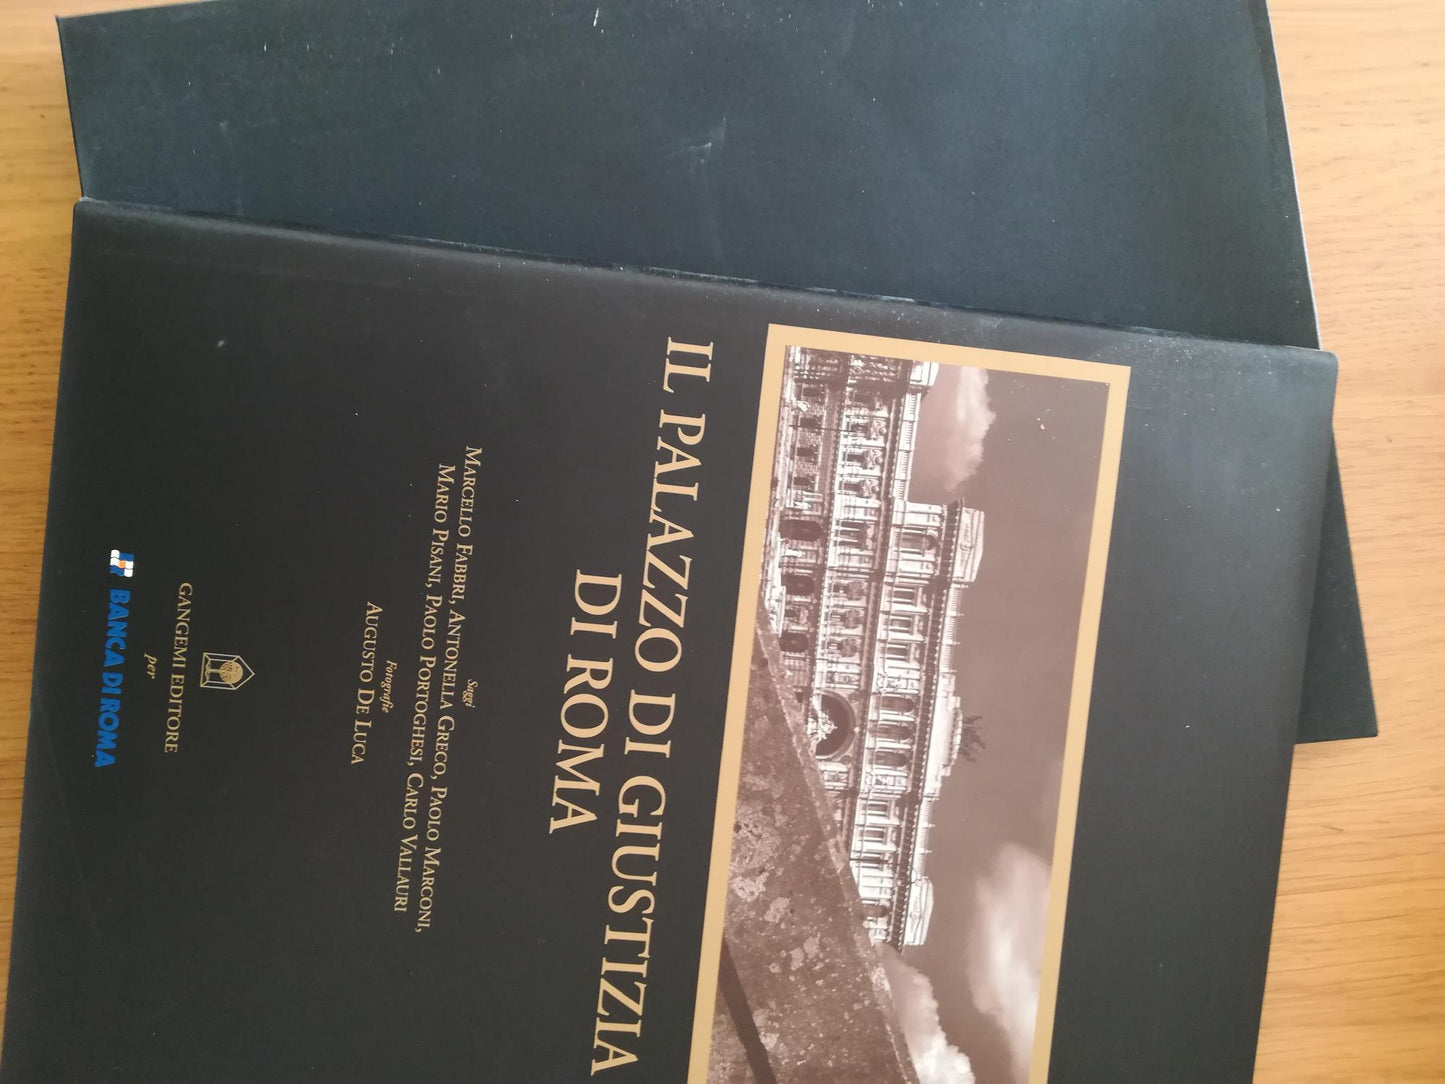 IL PALAZZO DI GIUSTIZIA
DI ROMA
Saggi
MARCELLO FABBRI, ANTONELLA GRECO, PAOLO MARCONI,
MARIO PISANI, PAOLO PORTOGHESI, CARLO VALLAURI
Fotografie
AUGUSTO DE LUCA
GANGEMI EDITORE
per
BANCA DI ROMA